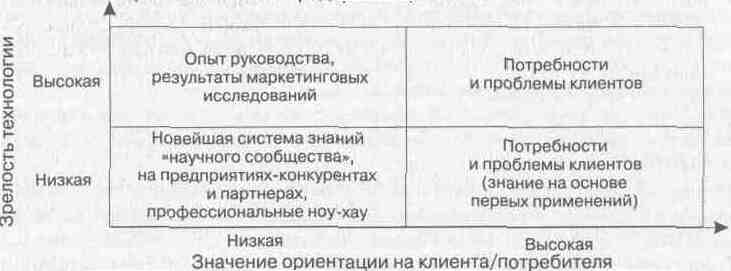 Зрелость технологии
Высокая
Опыт руководства,
результаты маркетинговых
исследований
Потребности
и проблемы клиентов
Низкая
Новейшая система знаний
«научного сообщества»,
на предприятиях-конкурентах
и партнерах,
профессиональные ноу-хау
Потребности
и проблемы клиентов
(знание на основе
первых применений)
Низкая
Высокая
Значение ориентации на клиента/потребителя